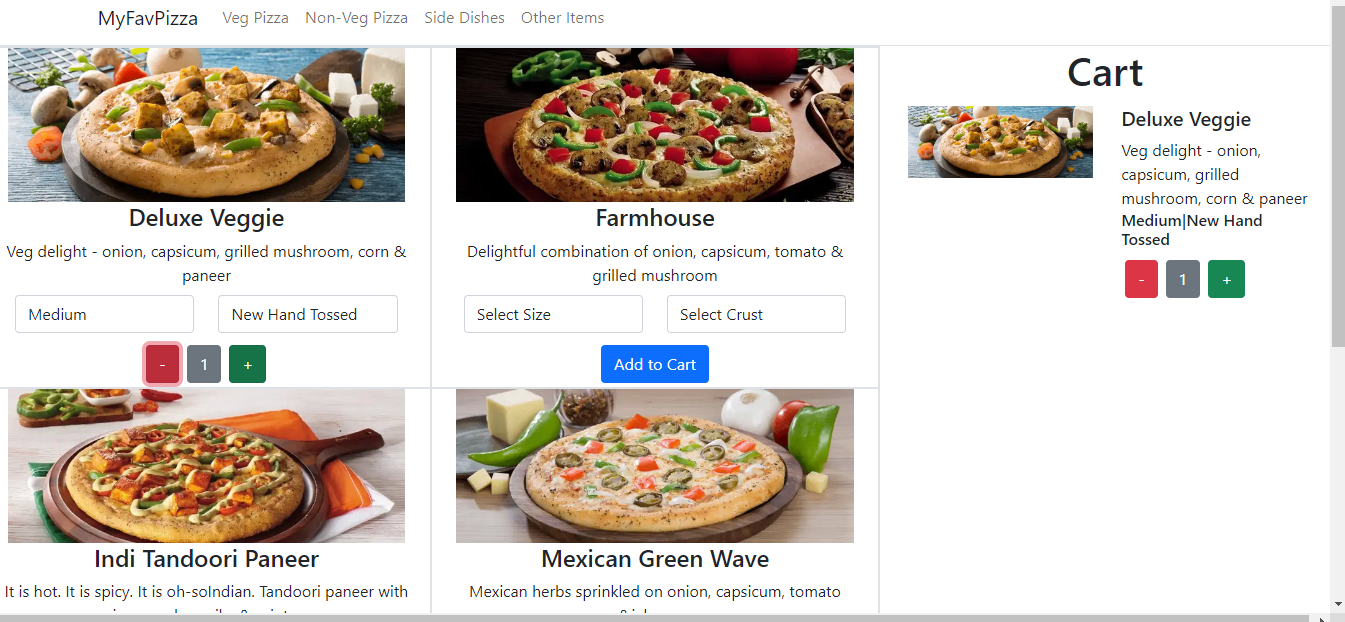 MyFavPizza Veg Pizza Non-Veg Pizza Side Dishes Other Items
Deluxe Veggie
Veg delight - onion, capsicum, grilled mushroom, corn &
paneer
Medium
New Hand Tossed
- 1 +
Farmhouse
Delightful combination of onion, capsicum, tomato &
grilled mushroom
Select Size
Select Crust
Add to Cart
Indi Tandoori Paneer
It is hot. It is spicy. It is oh-soIndian. Tandoori paneer with
Mexican Green Wave
Mexican herbs sprinkled on onion, capsicum, tomato
Cart
Deluxe Veggie
Veg delight - onion,
capsicum, grilled
mushroom, corn & paneer
Medium|New Hand
Tossed
- 1 +